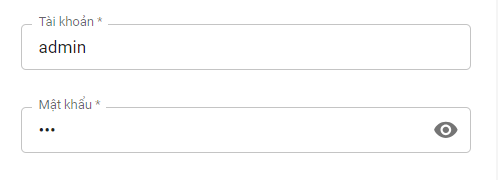 Tài khoản *
admin
Mật khẩu *
•••